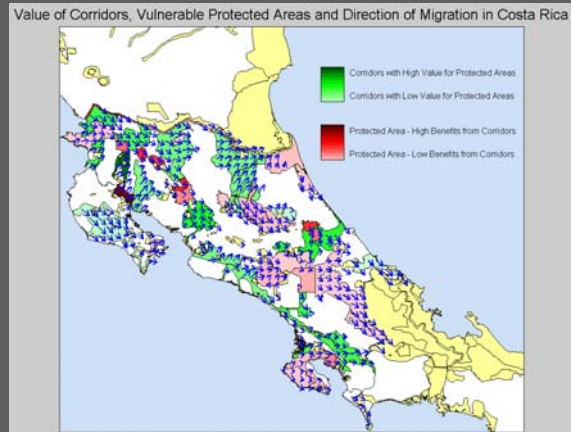 Value of Corridors, Vulnerable Protected Areas and Direction of Migration in Costa Rica
Corridors with High Value for Protected Areas
Corridors with Low Value for Protected Areas
Protected Area - High Benefits from Corridors
Protected Area - Low Benefits from Corridors